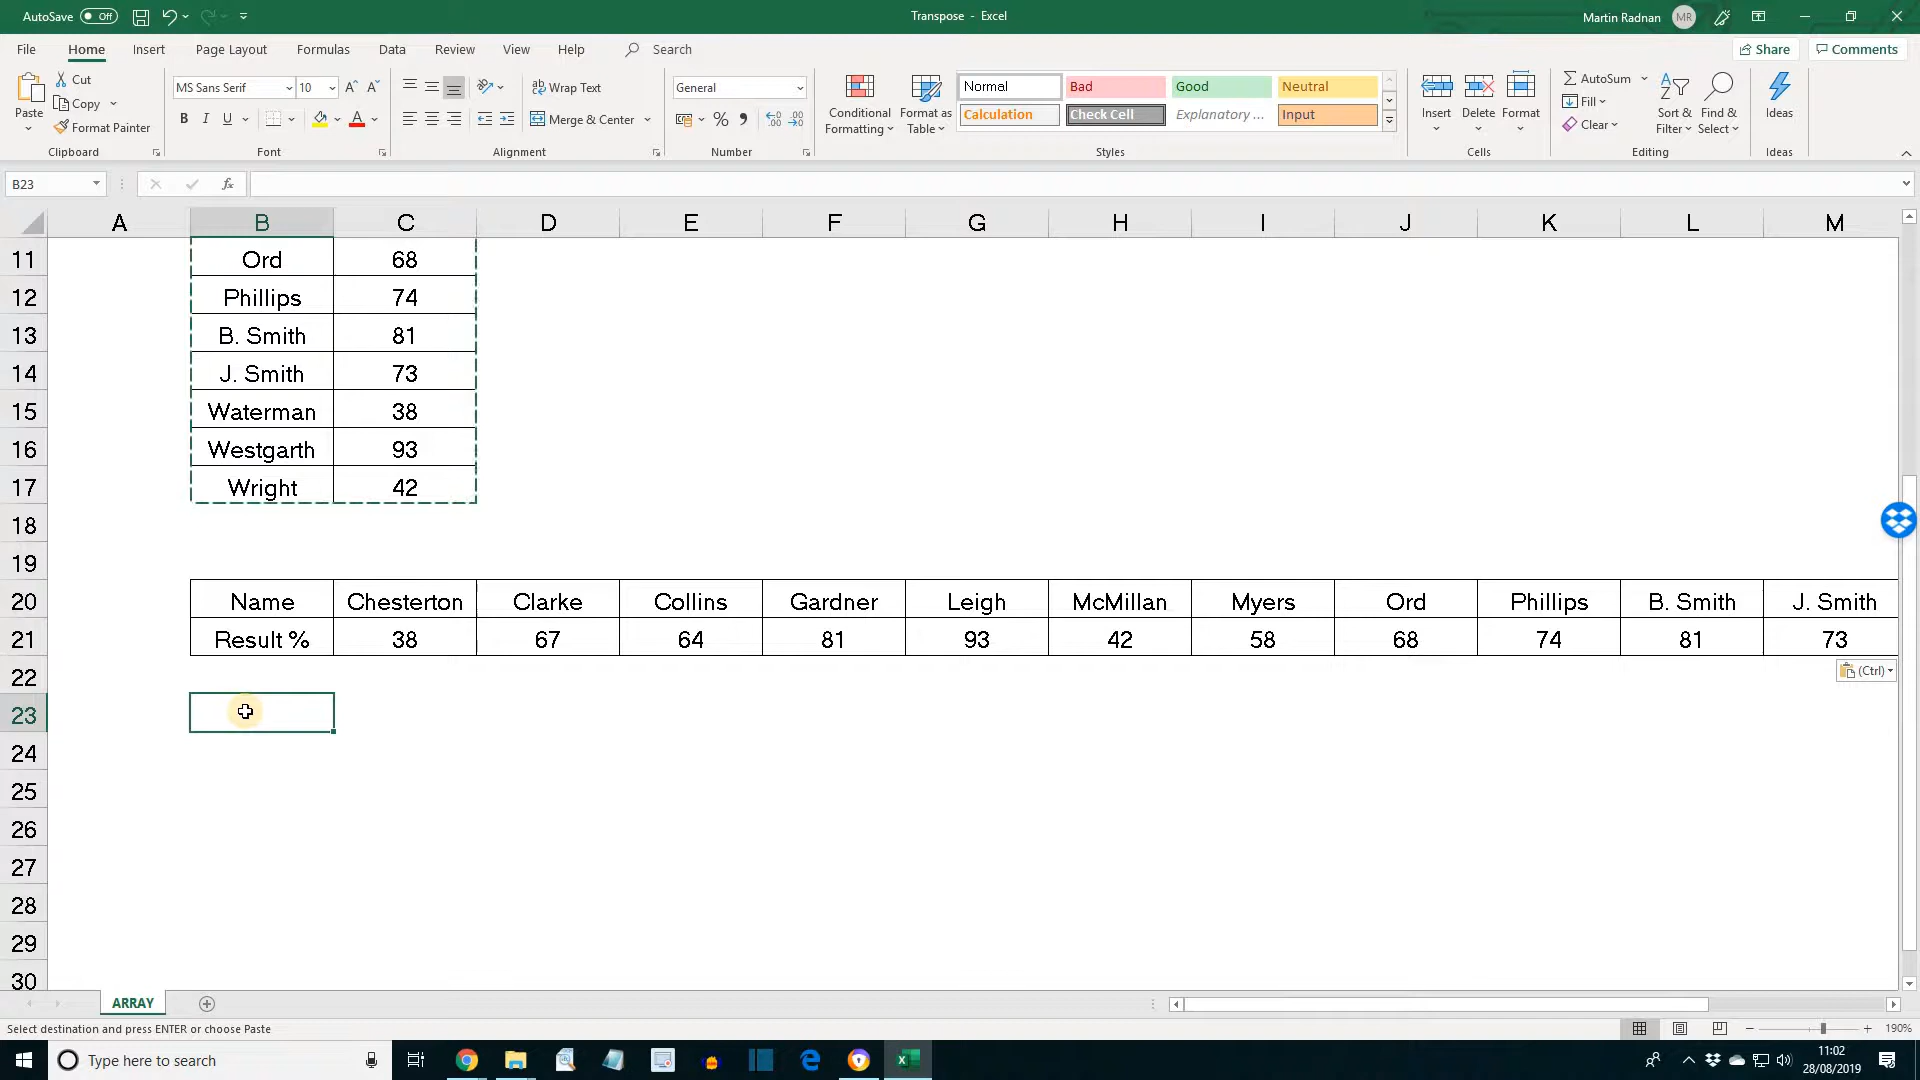 AutoSave Off Transpose - Excel Martin Radnan MR
File Home Insert Page Layout Formulas Data Review View Help Search Share Comments
Paste Cut Copy Format Painter
Clipboard
MS Sans Serif 10
B I U A
Font
Wrap Text
Merge & Center
Alignment
General
%
Number
Conditional Formatting
Format as Table
Normal Bad Good Neutral
Calculation Check Cell Explanatory ... Input
Styles
Insert Delete Format
Cells
AutoSum
Fill
Clear
Sort & Filter
Find & Select
Editing
Ideas
Ideas
B23 fx
A B C D E F G H I J K L M
11 Ord 68
12 Phillips 74
13 B. Smith 81
14 J. Smith 73
15 Waterman 38
16 Westgarth 93
17 Wright 42
18
19
20 Name Chesterton Clarke Collins Gardner Leigh McMillan Myers Ord Phillips B. Smith J. Smith
21 Result % 38 67 64 81 93 42 58 68 74 81 73
22 (Ctrl)
23
24
25
26
27
28
29
30
ARRAY
Select destination and press ENTER or choose Paste 190%
Type here to search 11:02
28/08/2019